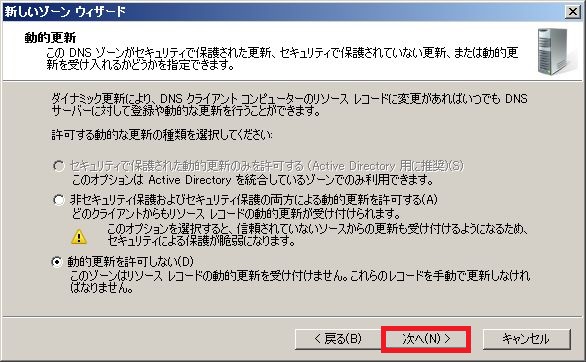 新しいゾーン ウィザード
動的更新
この DNS ゾーンがセキュリティで保護された更新、セキュリティで保護されていない更新、または動的更
新を受け入れるかどうかを指定できます。
ダイナミック更新により、DNS クライアント コンピューターのリソース レコードに変更があればいつでも DNS
サーバーに対して登録や動的な更新を行うことができます。
許可する動的な更新の種類を選択してください:
セキュリティで保護された動的更新のみを許可する (Active Directory 用に推奨)(S)
このオプションは Active Directory を統合しているゾーンでのみ利用できます。
非セキュリティ保護およびセキュリティ保護の両方による動的更新を許可する(A)
どのクライアントからもリソース レコードの動的更新が受け付けられます。
このオプションを選択すると、信頼されていないソースからの更新も受け付けるようになるため、
セキュリティによる保護が脆弱になります。
動的更新を許可しない(D)
このゾーンはリソース レコードの動的更新を受け付けません。これらのレコードを手動で更新しなけれ
ばなりません。
< 戻る(B)
次へ(N) >
キャンセル